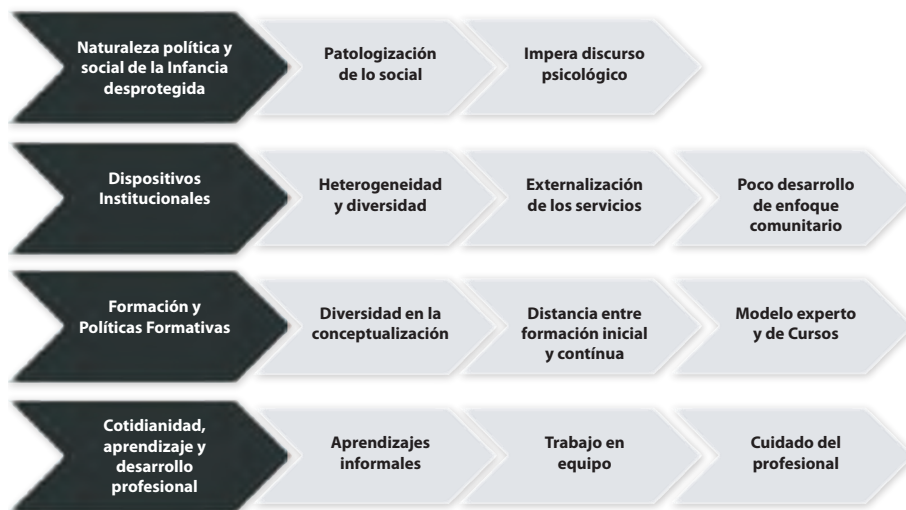 Naturaleza política y
social de la Infancia
desprotegida
Patologización
de lo social
Impera discurso
psicológico
Dispositivos
Institucionales
Heterogeneidad
y diversidad
Externalización
de los servicios
Poco desarrollo
de enfoque
comunitario
Formación y
Políticas Formativas
Diversidad en la
conceptualización
Distancia entre
formación inicial
y contínua
Modelo experto
y de Cursos
Cotidianidad,
aprendizaje y
desarrollo
profesional
Aprendizajes
informales
Trabajo en
equipo
Cuidado del
profesional